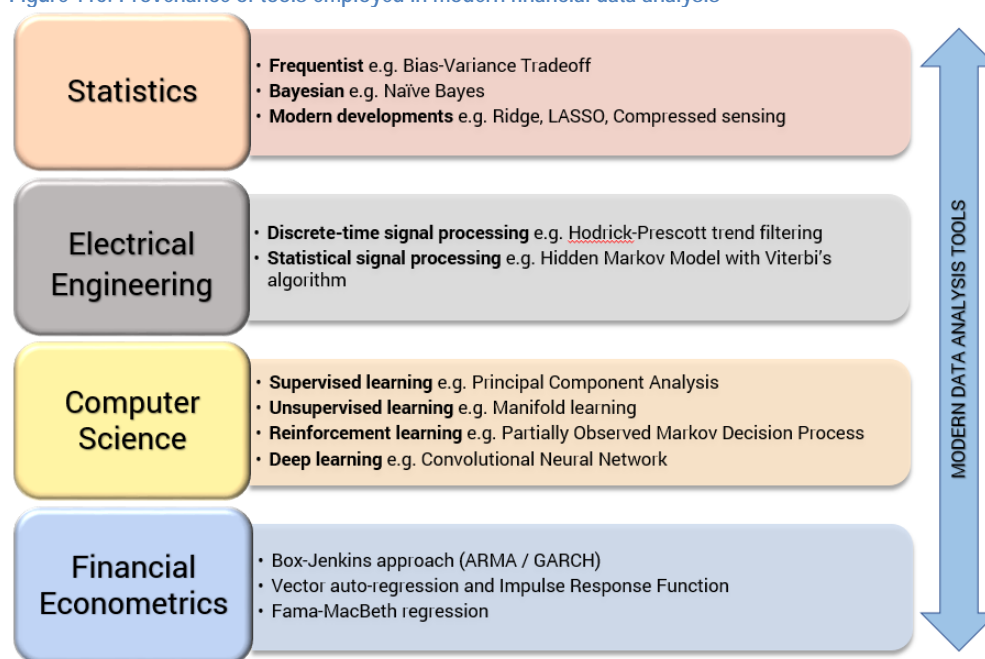 Figure 110: Provenance of tools employed in modern financial data analysis
Statistics
• Frequentist e.g. Bias-Variance Tradeoff
• Bayesian e.g. Naïve Bayes
• Modern developments e.g. Ridge, LASSO, Compressed sensing
Electrical
Engineering
• Discrete-time signal processing e.g. Hodrick-Prescott trend filtering
• Statistical signal processing e.g. Hidden Markov Model with Viterbi's
algorithm
Computer
Science
• Supervised learning e.g. Principal Component Analysis
• Unsupervised learning e.g. Manifold learning
• Reinforcement learning e.g. Partially Observed Markov Decision Process
• Deep learning e.g. Convolutional Neural Network
Financial
Econometrics
• Box-Jenkins approach (ARMA / GARCH)
• Vector auto-regression and Impulse Response Function
• Fama-MacBeth regression
MODERN DATA ANALYSIS TOOLS